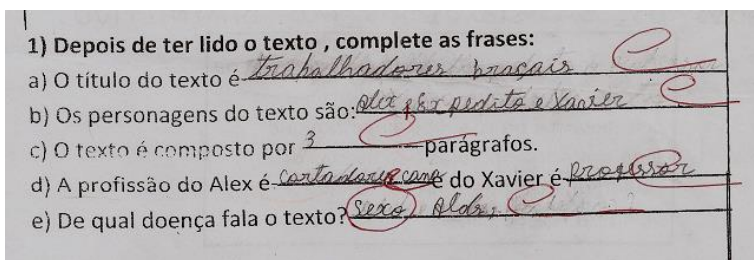 1) Depois de ter lido o texto , complete as frases:
a) O título do texto é trabalhadores braçais
b) Os personagens do texto são: Alex, Expedito e Xavier
c) O texto é composto por 3 parágrafos.
d) A profissão do Alex é cortador cana e do Xavier é professor
e) De qual doença fala o texto? Sexo,